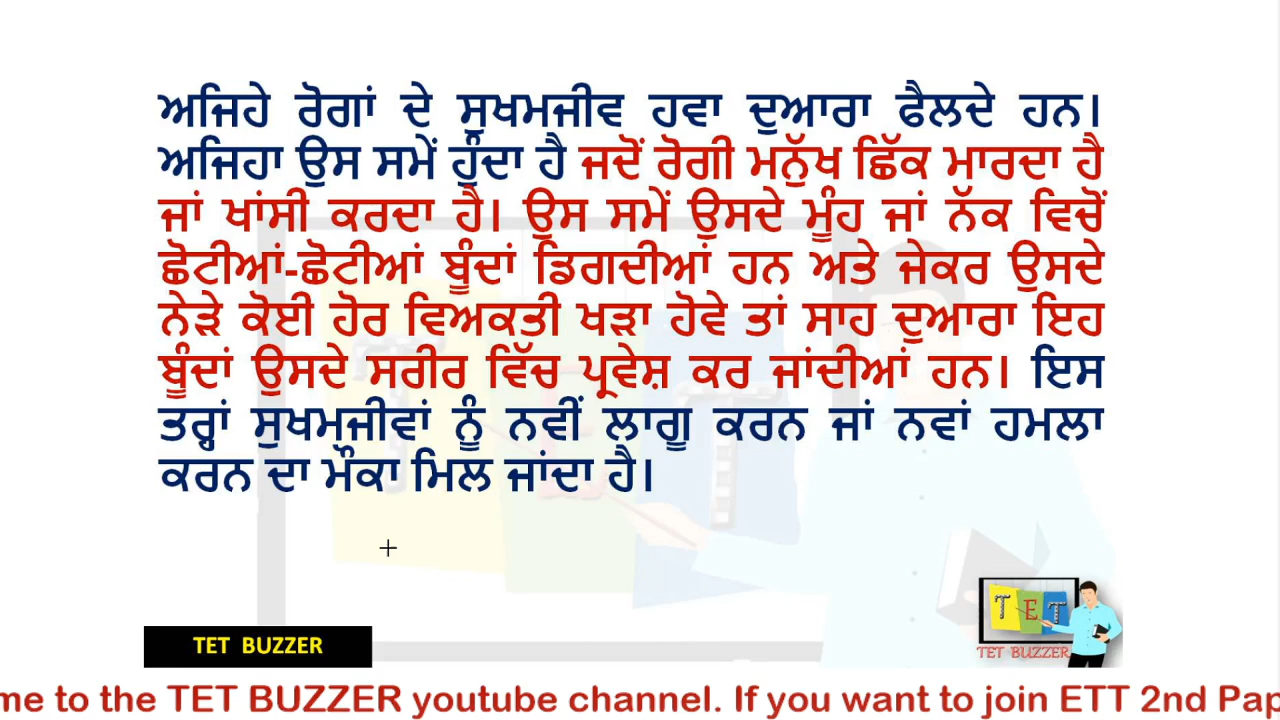 ਅਜਿਹੇ ਰੋਗਾਂ ਦੇ ਸੁਖਮਜੀਵ ਹਵਾ ਦੁਆਰਾ ਫੈਲਦੇ ਹਨ।
ਅਜਿਹਾ ਉਸ ਸਮੇਂ ਹੁੰਦਾ ਹੈ ਜਦੋਂ ਰੋਗੀ ਮਨੁੱਖ ਛਿੱਕ ਮਾਰਦਾ ਹੈ
ਜਾਂ ਖਾਂਸੀ ਕਰਦਾ ਹੈ। ਉਸ ਸਮੇਂ ਉਸਦੇ ਮੂੰਹ ਜਾਂ ਨੱਕ ਵਿਚੋਂ
ਛੋਟੀਆਂ-ਛੋਟੀਆਂ ਬੂੰਦਾਂ ਡਿਗਦੀਆਂ ਹਨ ਅਤੇ ਜੇਕਰ ਉਸਦੇ
ਨੇੜੇ ਕੋਈ ਹੋਰ ਵਿਅਕਤੀ ਖੜਾ ਹੋਵੇ ਤਾਂ ਸਾਹ ਦੁਆਰਾ ਇਹ
ਬੂੰਦਾਂ ਉਸਦੇ ਸਰੀਰ ਵਿੱਚ ਪ੍ਰਵੇਸ਼ ਕਰ ਜਾਂਦੀਆਂ ਹਨ। ਇਸ
ਤਰ੍ਹਾਂ ਸੁਖਮਜੀਵਾਂ ਨੂੰ ਨਵੀਂ ਲਾਗੂ ਕਰਨ ਜਾਂ ਨਵਾਂ ਹਮਲਾ
ਕਰਨ ਦਾ ਮੌਕਾ ਮਿਲ ਜਾਂਦਾ ਹੈ।
TET
TET BUZZER
TET BUZZER
me to the TET BUZZER youtube channel. If you want to join ETT 2nd Pap